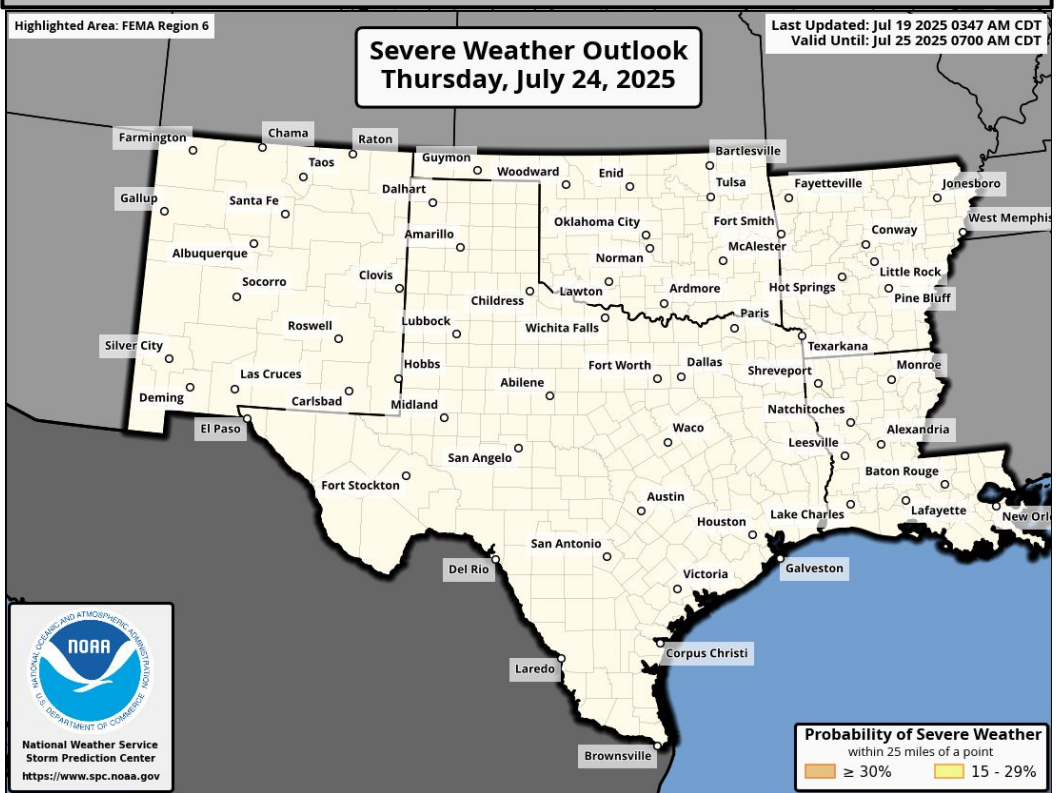 Highlighted Area: FEMA Region 6
Severe Weather Outlook
Thursday, July 24, 2025
Last Updated: Jul 19 2025 0347 AM CDT
Valid Until: Jul 25 2025 0700 AM CDT
Farmington
Chama
Raton
Taos
Guymon
Woodward
Enid
Bartlesville
Tulsa
Fayetteville
Jonesboro
Gallup
Santa Fe
Dalhart
Albuquerque
Amarillo
Oklahoma City
Norman
Fort Smith
McAlester
Conway
West Memphis
Little Rock
Hot Springs
Pine Bluff
Socorro
Clovis
Childress
Lawton
Ardmore
Roswell
Lubbock
Wichita Falls
Paris
Texarkana
Silver City
Las Cruces
Hobbs
Fort Worth
Dallas
Shreveport
Monroe
Deming
Carlsbad
Midland
Abilene
Natchitoches
El Paso
San Angelo
Waco
Leesville
Alexandria
Fort Stockton
Baton Rouge
Austin
Houston
Lake Charles
Lafayette
New Orl
San Antonio
Del Rio
Galveston
Victoria
Laredo
Corpus Christi
Brownsville
NATIONAL OCEANIC AND ATMOSPHERIC ADMINISTRATION
NOAA
U.S. DEPARTMENT OF COMMERCE
National Weather Service
Storm Prediction Center
https://www.spc.noaa.gov
Probability of Severe Weather
within 25 miles of a point
≥ 30%
15 - 29%